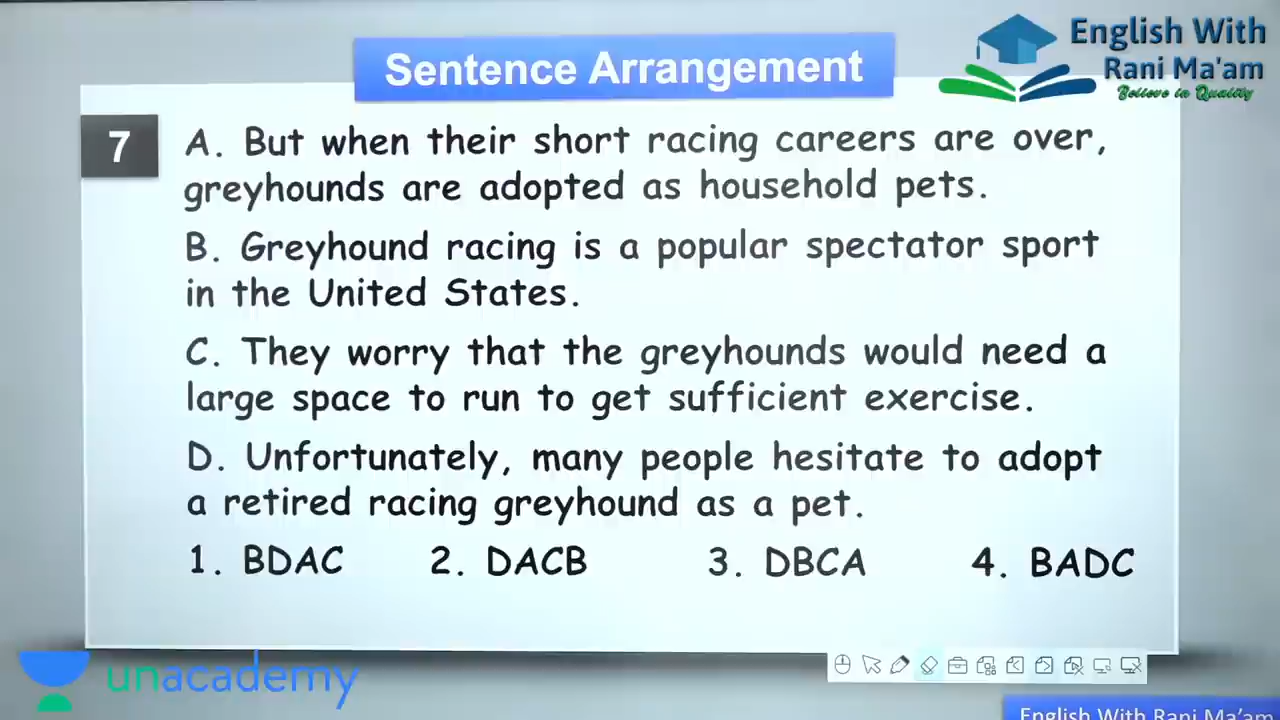 Sentence Arrangement
English With
Rani Ma'am
Believe in Quality
7
A. But when their short racing careers are over,
greyhounds are adopted as household pets.
B. Greyhound racing is a popular spectator sport
in the United States.
C. They worry that the greyhounds would need a
large space to run to get sufficient exercise.
D. Unfortunately, many people hesitate to adopt
a retired racing greyhound as a pet.
1. BDAC 2. DACB 3. DBCA 4. BADC
unacademy
English With Rani Ma'am